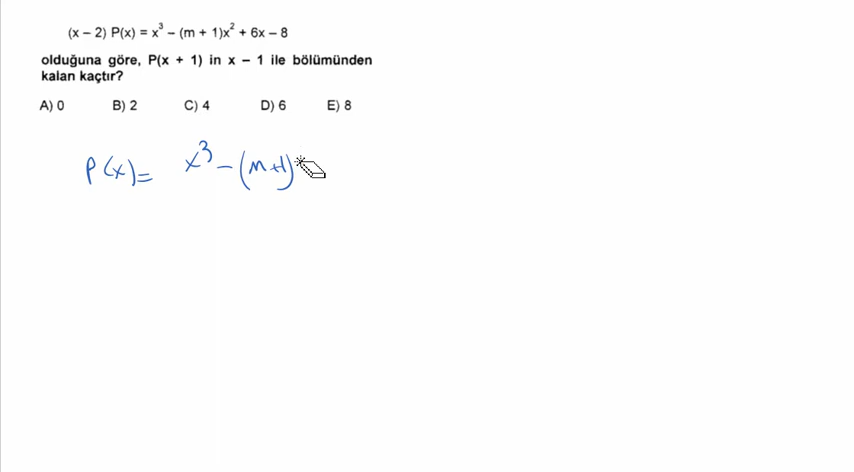 (x – 2) P(x) = x³ – (m + 1)x² + 6x – 8
olduğuna göre, P(x + 1) in x – 1 ile bölümünden
kalan kaçtır?
A) 0 B) 2 C) 4 D) 6 E) 8
P(x) = x³ – (m+1)